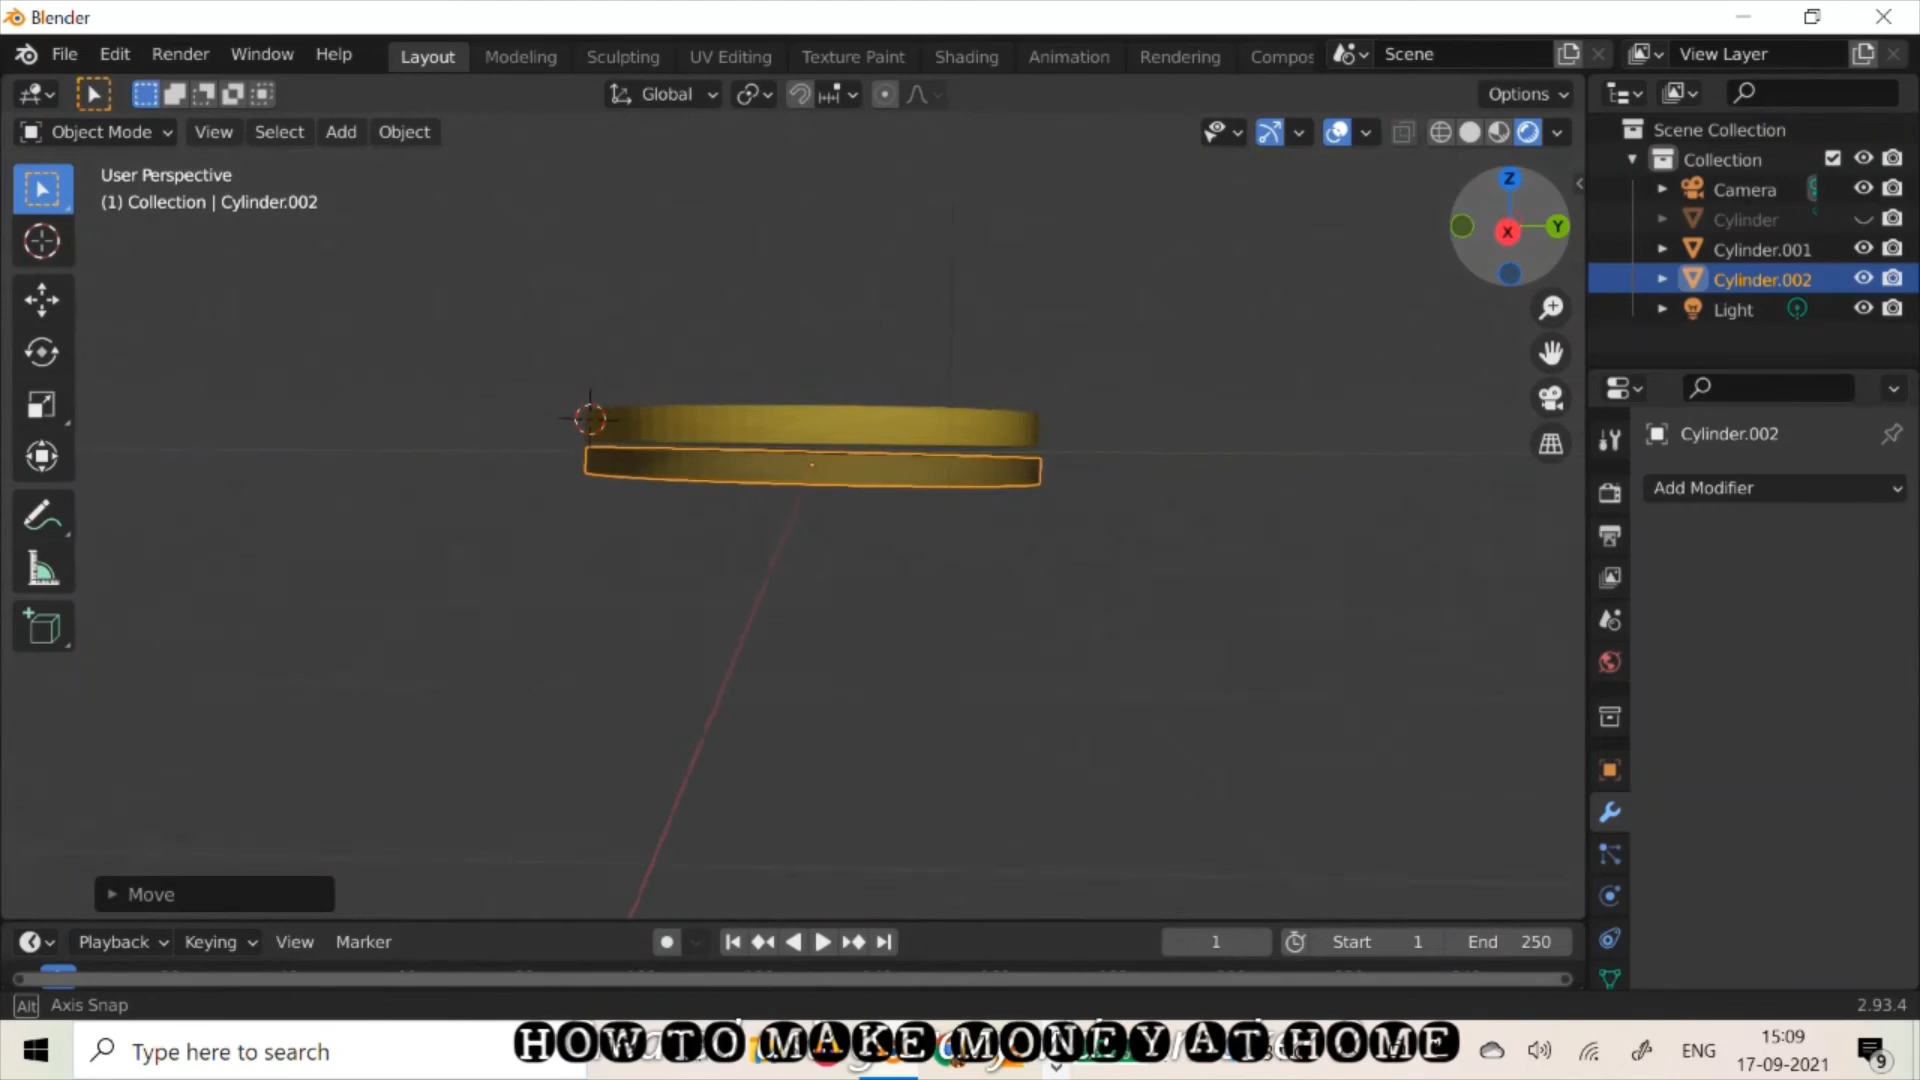 Blender
File Edit Render Window Help Layout Modeling Sculpting UV Editing Texture Paint Shading Animation Rendering Compos Scene View Layer
Global Options
Object Mode View Select Add Object
User Perspective
(1) Collection | Cylinder.002
Z
Y
X
Scene Collection
Collection
Camera
Cylinder
Cylinder.001
Cylinder.002
Light
Cylinder.002
Add Modifier
Move
Playback Keying View Marker 1 Start 1 End 250
Alt Axis Snap 2.93.4
Type here to search
HOW TO MAKE MONEY AT HOME
ENG
15:09
17-09-2021
9